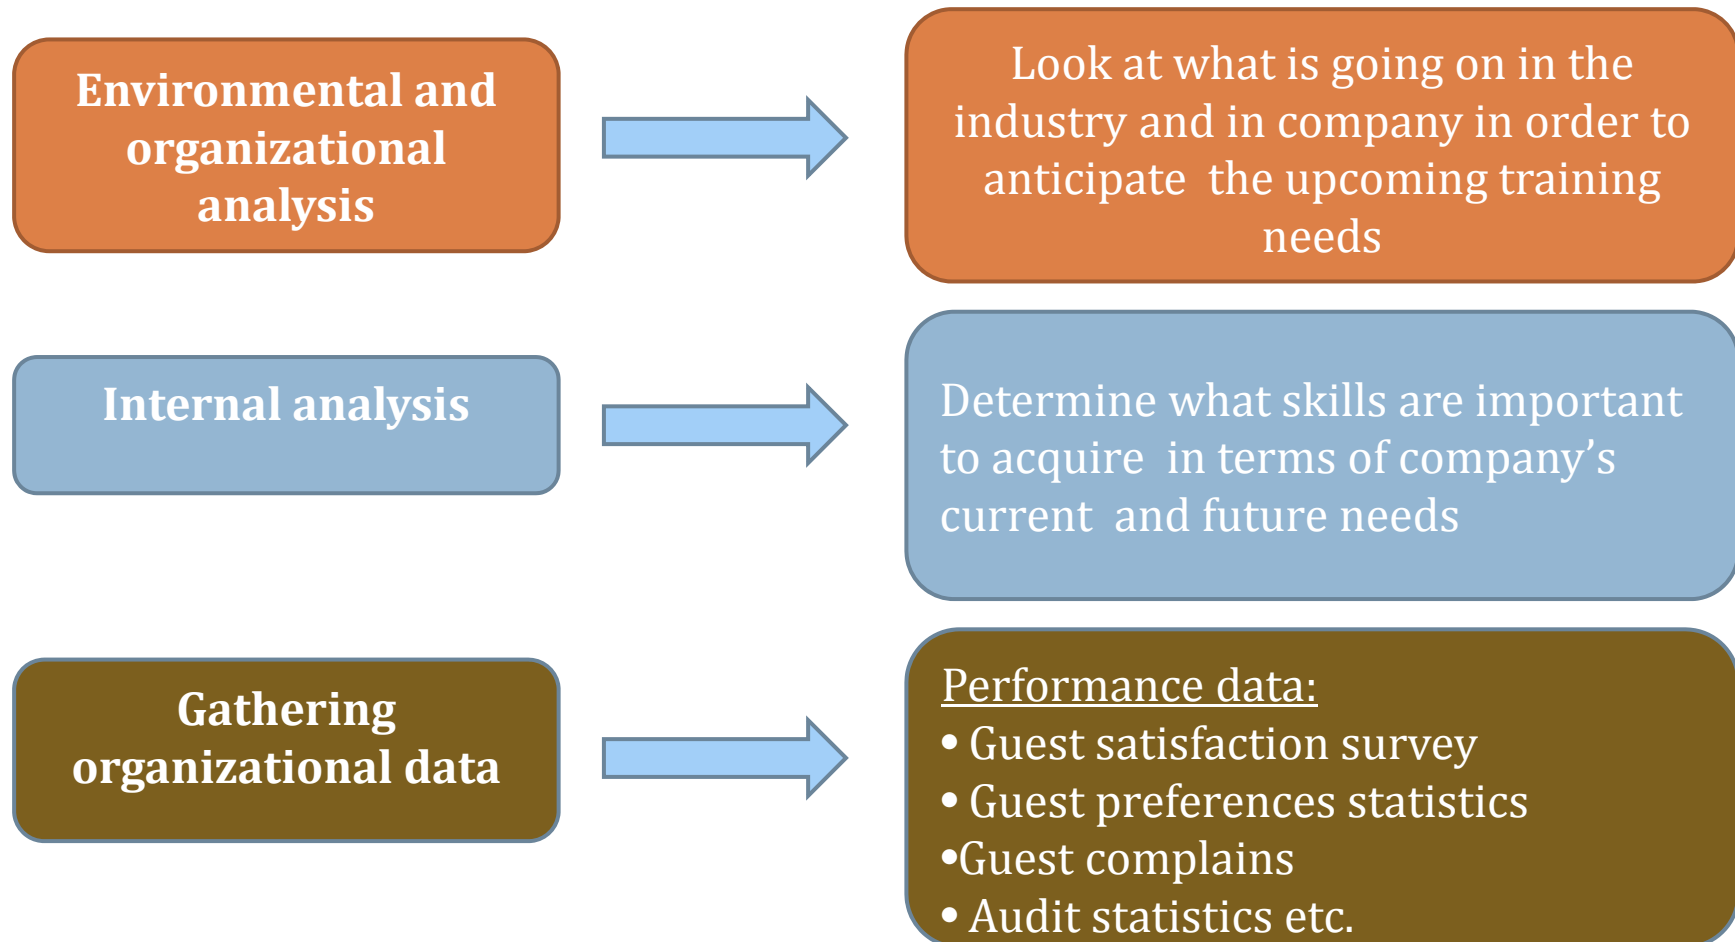 Environmental and
organizational
analysis
Look at what is going on in the
industry and in company in order to
anticipate  the upcoming training
needs
Internal analysis
Determine what skills are important
to acquire  in terms of company’s
current  and future needs
Gathering
organizational data
Performance data:
• Guest satisfaction survey
• Guest preferences statistics
•Guest complains
• Audit statistics etc.